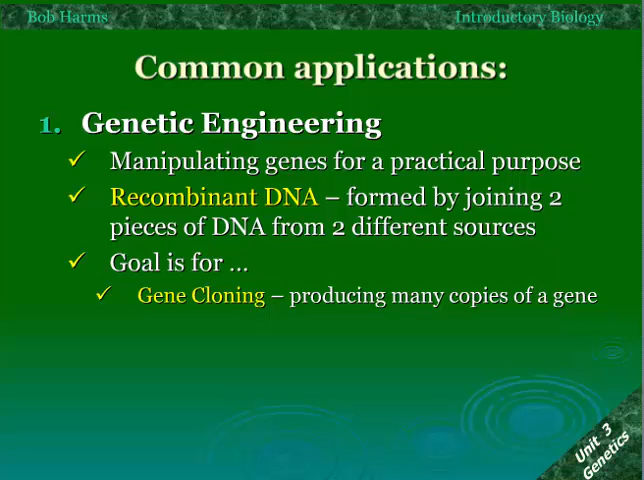 Bob Harms
Introductory Biology
Common applications:
1. Genetic Engineering
✓ Manipulating genes for a practical purpose
✓ Recombinant DNA – formed by joining 2
pieces of DNA from 2 different sources
✓ Goal is for ...
✓ Gene Cloning – producing many copies of a gene
Unit 3
Genetics